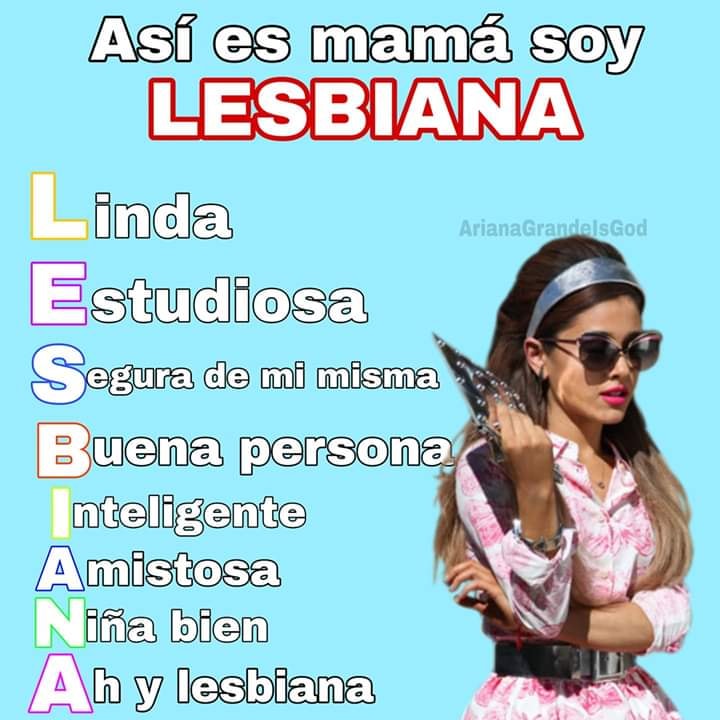 Así es mamá soy
LESBIANA
Linda
ArianaGrandeIsGod
Estudiosa
Segura de mi misma
Buena persona
Inteligente
Amistosa
Niña bien
Ah y lesbiana